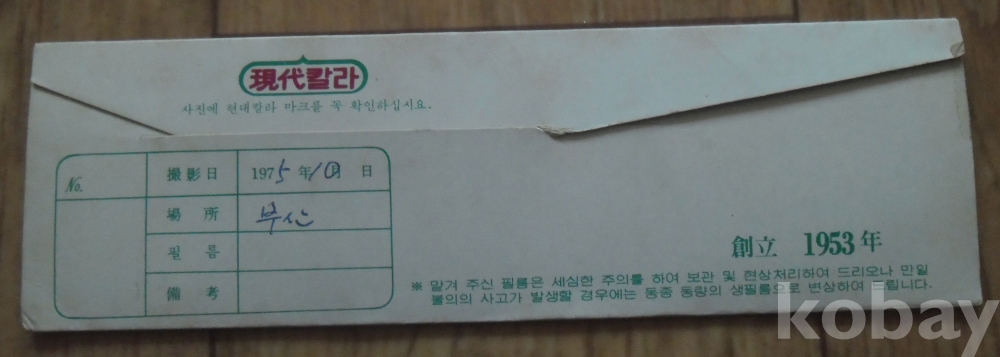 現代칼라
사진에 현대칼라 마크를 꼭 확인하십시요.
No.
撮影日 1975年10月 日
場所 부산
필름
備考
創立 1953年
※ 맡겨 주신 필름은 세심한 주의를 하여 보관 및 현상처리하여 드리오나 만일
불의의 사고가 발생할 경우에는 동종 동량의 생필름으로 변상하여 드립니다.
kobay